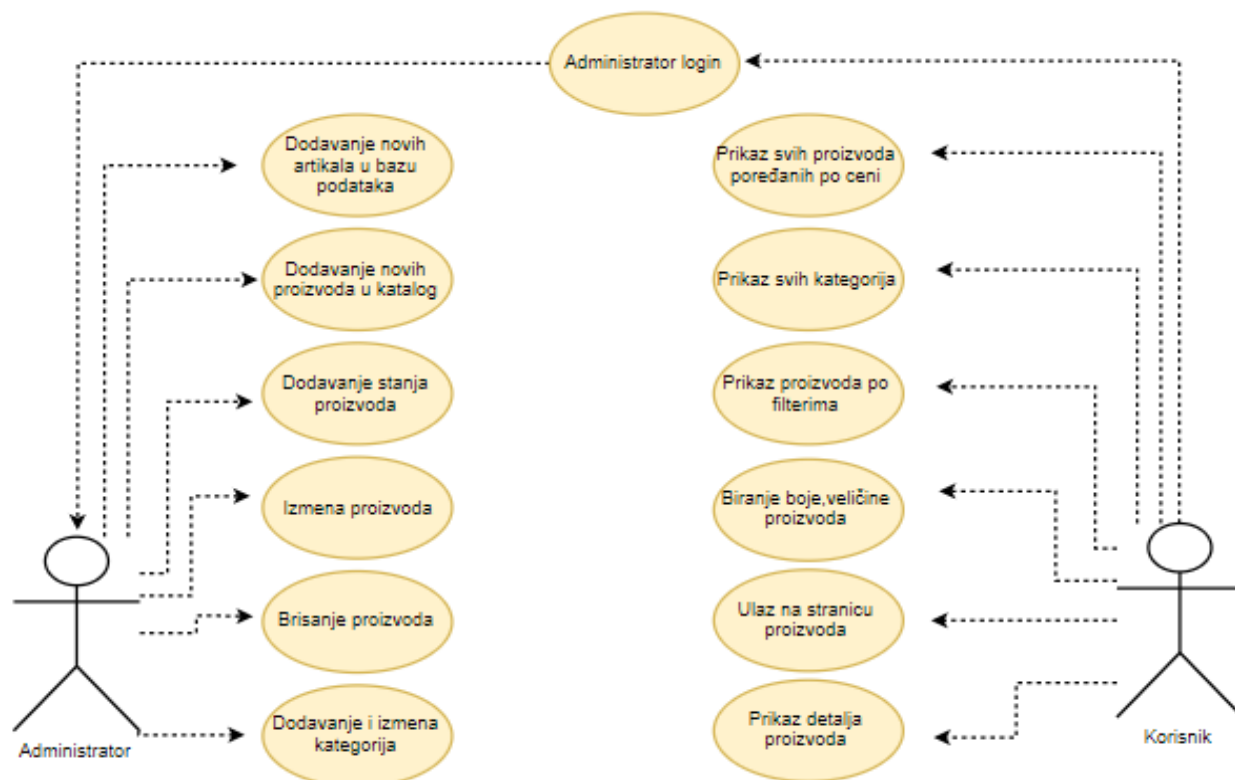 Administrator login
Dodavanje novih
artikala u bazu
podataka
Prikaz svih proizvoda
poređanih po ceni
Dodavanje novih
proizvoda u katalog
Prikaz svih kategorija
Dodavanje stanja
proizvoda
Prikaz proizvoda po
filterima
Izmena proizvoda
Biranje boje,veličine
proizvoda
Brisanje proizvoda
Ulaz na stranicu
proizvoda
Dodavanje i izmena
kategorija
Prikaz detalja
proizvoda
Administrator
Korisnik